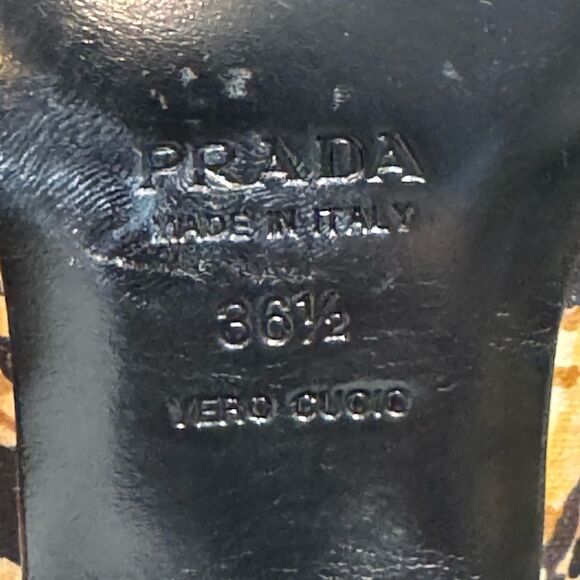 PRADA
MADE IN ITALY
36½
VERO CUOIO